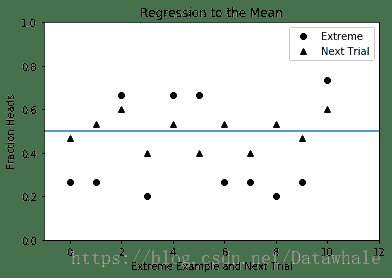 Regression to the Mean
Extreme
Next Trial
Fraction Heads
1.0
0.8
0.6
0.4
0.2
0.0
0 2 4 6 8 10 12
https://blog.csdn.net/Datawhale
Extreme Example and Next Trial